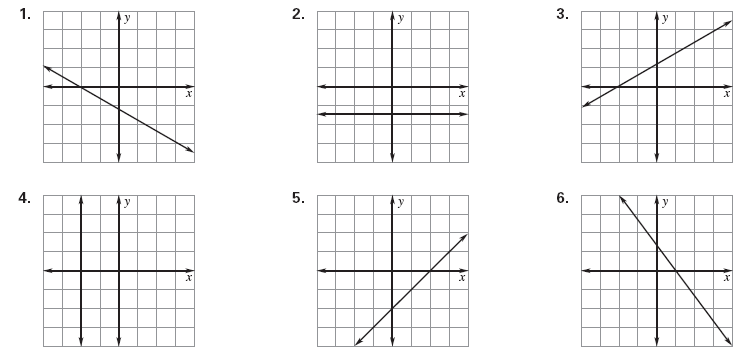 1. y x
2. y x
3. y x
4. y x
5. y x
6. y x